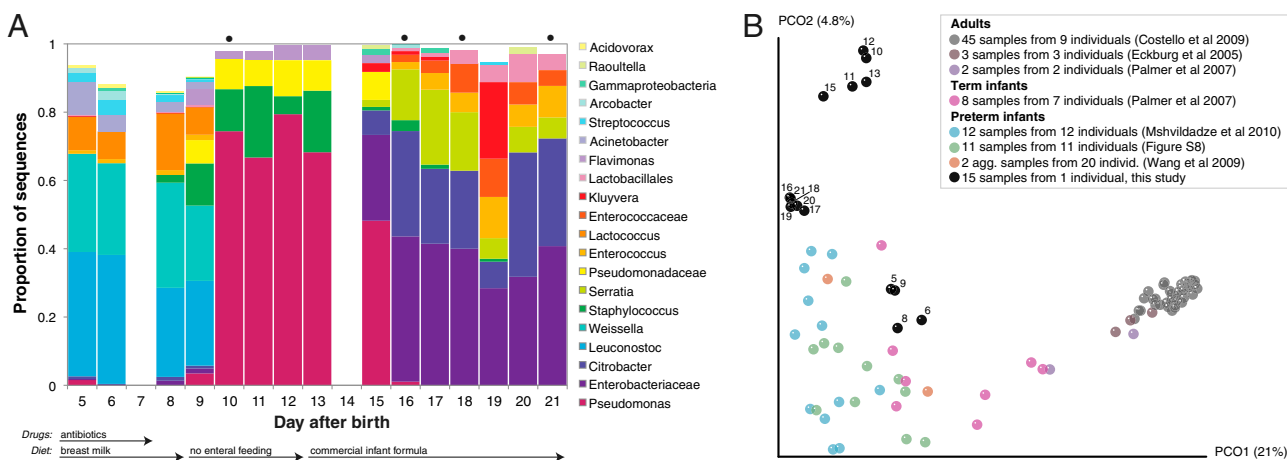 A
Proportion of sequences
1
0.8
0.6
0.4
0.2
0
5 6 7 8 9 10 11 12 13 14 15 16 17 18 19 20 21
Day after birth
Drugs: antibiotics
Diet: breast milk no enteral feeding commercial infant formula
Acidovorax
Raoultella
Gammaproteobacteria
Arcobacter
Streptococcus
Acinetobacter
Flavimonas
Lactobacillales
Kluyvera
Enterococcaceae
Lactococcus
Enterococcus
Pseudomonadaceae
Serratia
Staphylococcus
Weissella
Leuconostoc
Citrobacter
Enterobacteriaceae
Pseudomonas
B
PCO2 (4.8%)
12
10
13
11
15
16 21 18
20
19 17
5 9
8 6
PCO1 (21%)
Adults
45 samples from 9 individuals (Costello et al 2009)
3 samples from 3 individuals (Eckburg et al 2005)
2 samples from 2 individuals (Palmer et al 2007)
Term infants
8 samples from 7 individuals (Palmer et al 2007)
Preterm infants
12 samples from 12 individuals (Mshvildadze et al 2010)
11 samples from 11 individuals (Figure S8)
2 agg. samples from 20 individ. (Wang et al 2009)
15 samples from 1 individual, this study